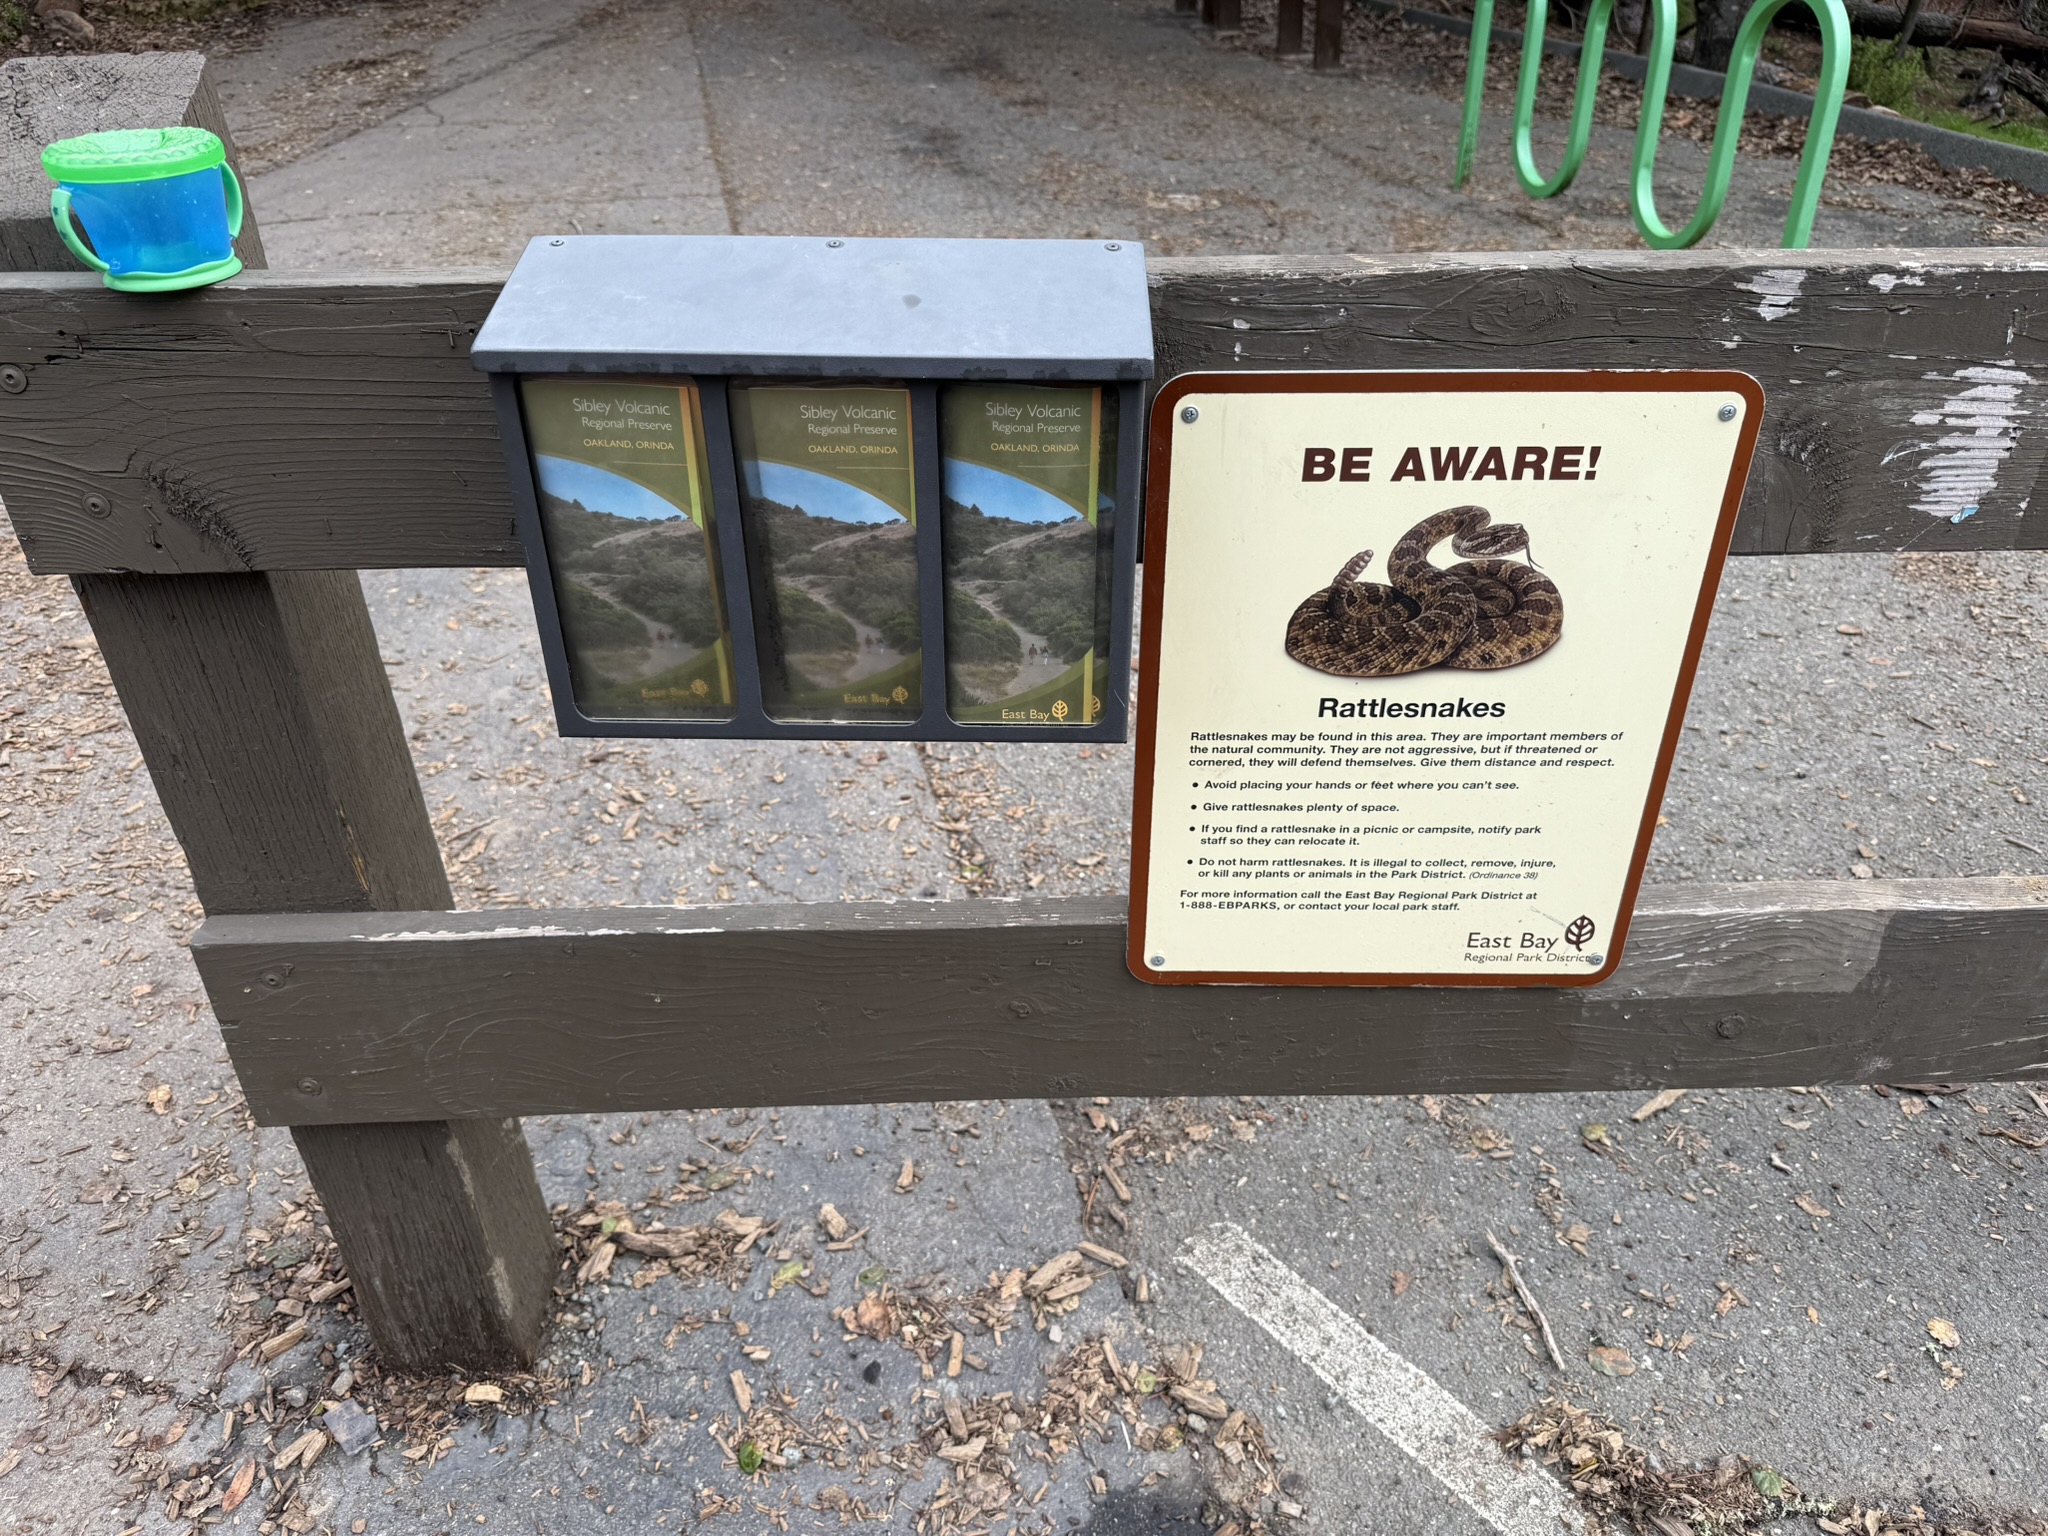 Sibley Volcanic
Regional Preserve
OAKLAND, ORINDA
East Bay
Sibley Volcanic
Regional Preserve
OAKLAND, ORINDA
East Bay
Sibley Volcanic
Regional Preserve
OAKLAND, ORINDA
East Bay
BE AWARE!
Rattlesnakes
Rattlesnakes may be found in this area. They are important members of
the natural community. They are not aggressive, but if threatened or
cornered, they will defend themselves. Give them distance and respect.
• Avoid placing your hands or feet where you can't see.
• Give rattlesnakes plenty of space.
• If you find a rattlesnake in a picnic or campsite, notify park
staff so they can relocate it.
• Do not harm rattlesnakes. It is illegal to collect, remove, injure,
or kill any plants or animals in the Park District. (Ordinance 38)
For more information call the East Bay Regional Park District at
1-888-EBPARKS, or contact your local park staff.
East Bay
Regional Park District